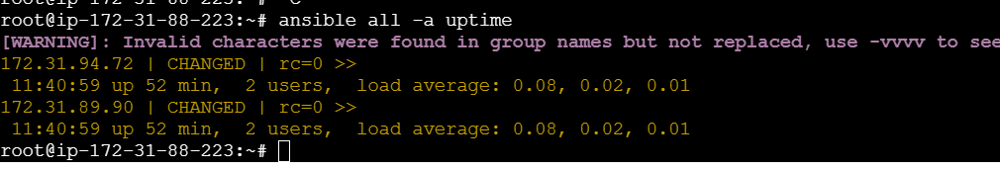 root@ip-172-31-88-223:~# ansible all -a uptime
[WARNING]: Invalid characters were found in group names but not replaced, use -vvvv to see
172.31.94.72 | CHANGED | rc=0 >>
 11:40:59 up 52 min,  2 users,  load average: 0.08, 0.02, 0.01
172.31.89.90 | CHANGED | rc=0 >>
 11:40:59 up 52 min,  2 users,  load average: 0.08, 0.02, 0.01
root@ip-172-31-88-223:~#